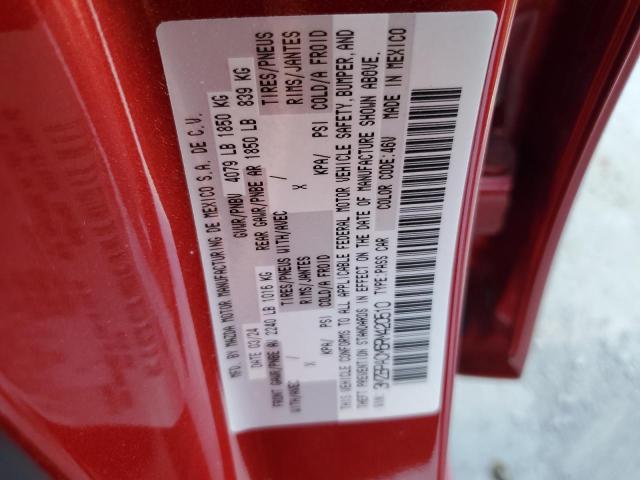 MFD. BY MAZDA MOTOR MANUFACTURING DE MEXICO S.A. DE C.V.
DATE 03/24 GVWR/PNBV 4079 LB 1850 KG
FRONT GAWR/PNBE AV 2240 LB 1016 KG REAR GAWR/PNBE AR 1850 LB 839 KG
WITH/AVEC TIRES/PNEUS WITH/AVEC TIRES/PNEUS
X RIMS/JANTES X RIMS/JANTES
KPA/ PSI COLD/A FROID KPA/ PSI COLD/A FROID
THIS VEHICLE CONFORMS TO ALL APPLICABLE FEDERAL MOTOR VEHICLE SAFETY, BUMPER, AND
THEFT PREVENTION STANDARDS IN EFFECT ON THE DATE OF MANUFACTURE SHOWN ABOVE.
VIN: TYPE:PASS CAR COLOR CODE:46V MADE IN MEXICO